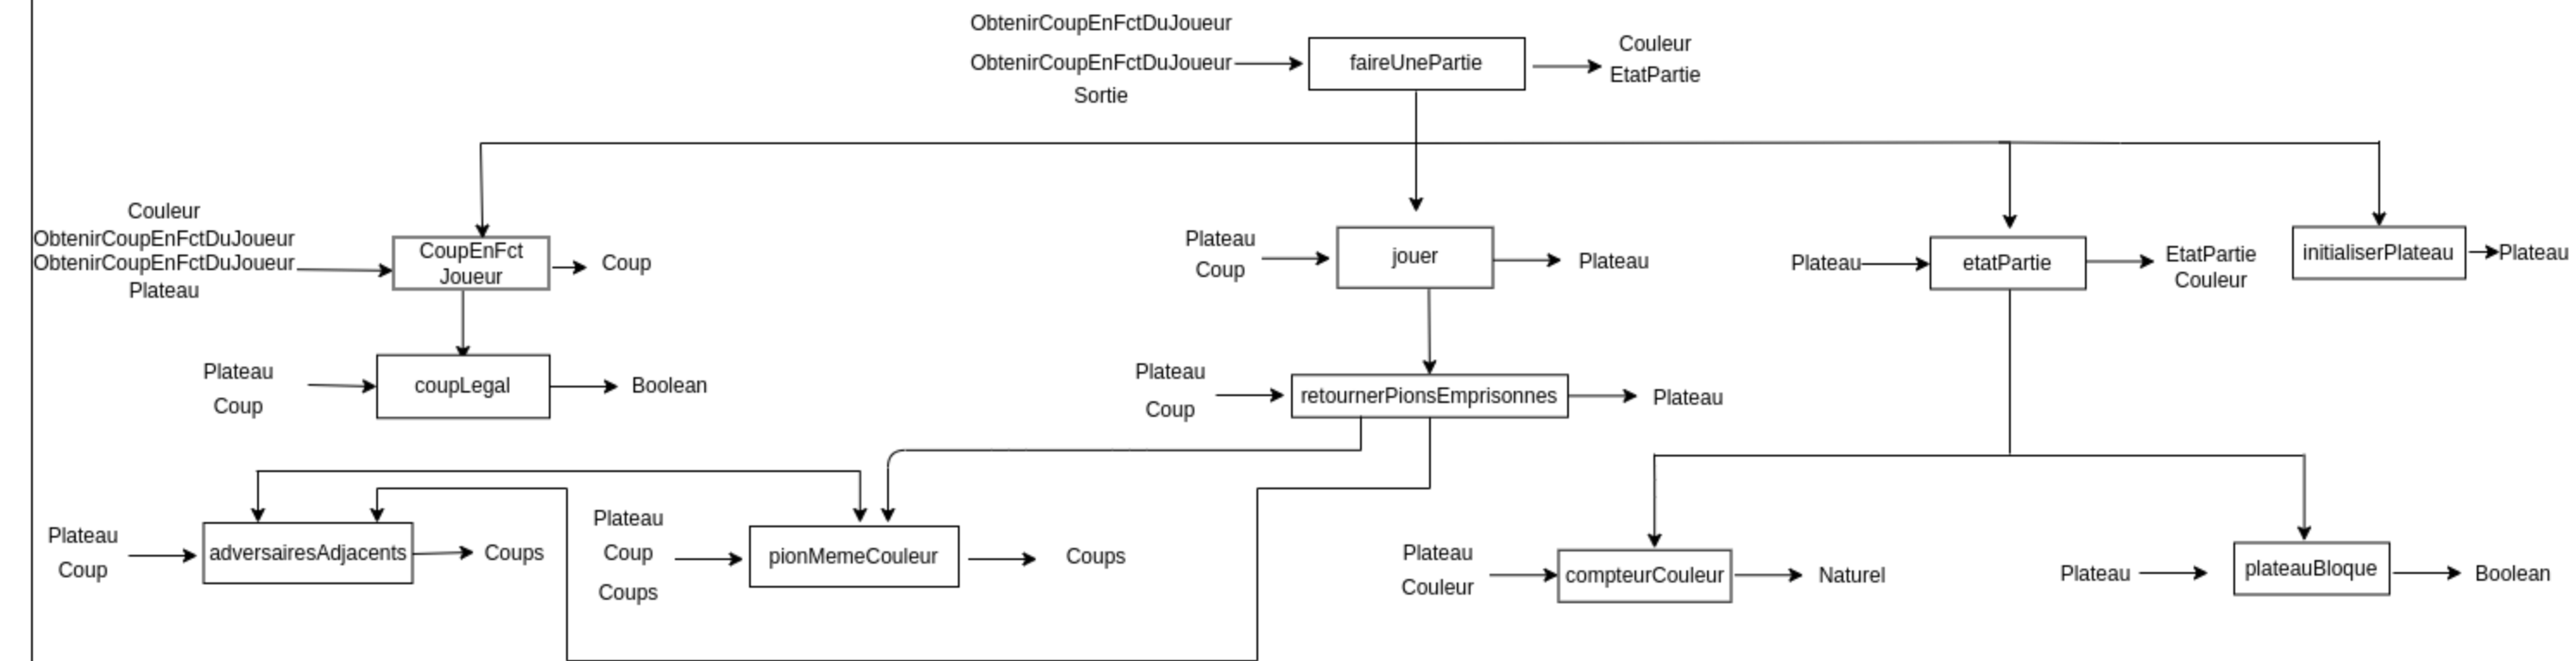 ObtenirCoupEnFctDuJoueur
ObtenirCoupEnFctDuJoueur
Sortie
faireUnePartie
Couleur
EtatPartie
Couleur
ObtenirCoupEnFctDuJoueur
ObtenirCoupEnFctDuJoueur
Plateau
CoupEnFct
Joueur
Coup
Plateau
Coup
jouer
Plateau
Plateau
etatPartie
EtatPartie
Couleur
initialiserPlateau
Plateau
Plateau
Coup
coupLegal
Boolean
Plateau
Coup
retournerPionsEmprisonnes
Plateau
Plateau
Coup
adversairesAdjacents
Coups
Plateau
Coup
Coups
pionMemeCouleur
Coups
Plateau
Couleur
compteurCouleur
Naturel
Plateau
plateauBloque
Boolean